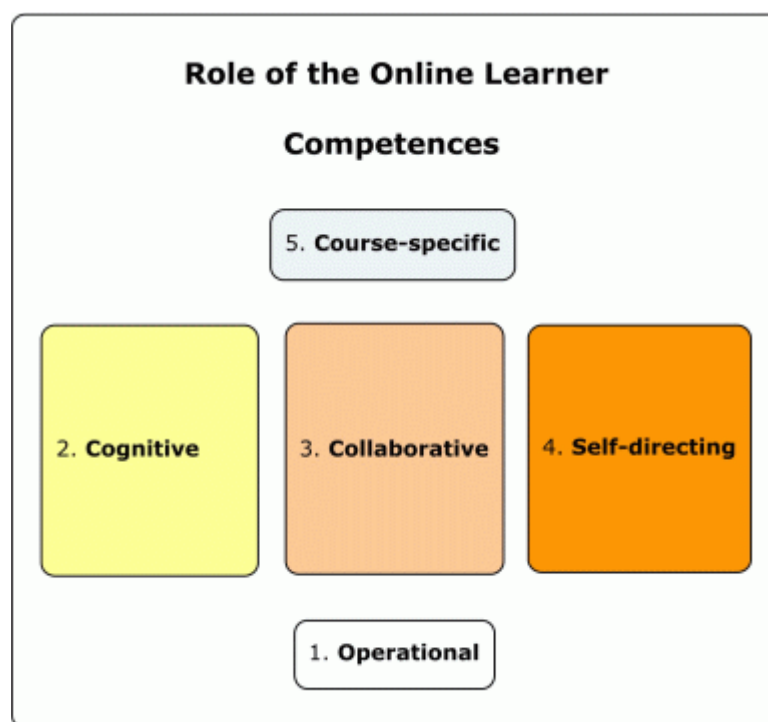 Role of the Online Learner
Competences
5. Course-specific
2. Cognitive
3. Collaborative
4. Self-directing
1. Operational